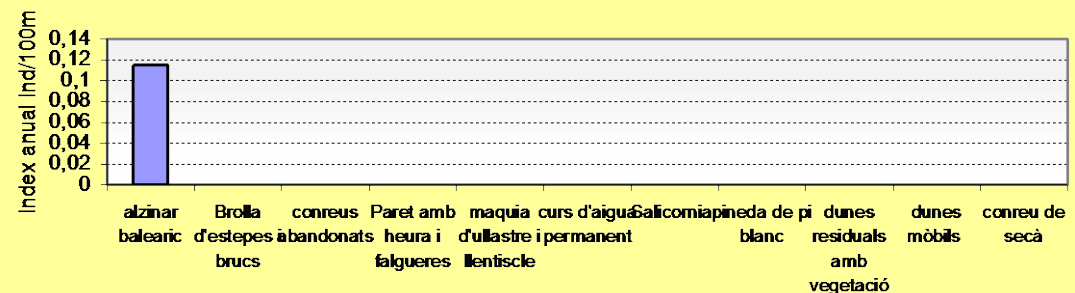 Index anual Ind/100m
0,14
0,12
0,1
0,08
0,06
0,04
0,02
0
alzinar
balearic
Brolla
d'estepes i
brucs
conreus
abandonats
Paret amb
heura i
falgueres
maquia
d'ullastre i
llentiscle
curs d'aigua
permanent
Salicornia
pineda de pi
blanc
dunes
residuals
amb
vegetació
dunes
mòbils
conreu de
secà